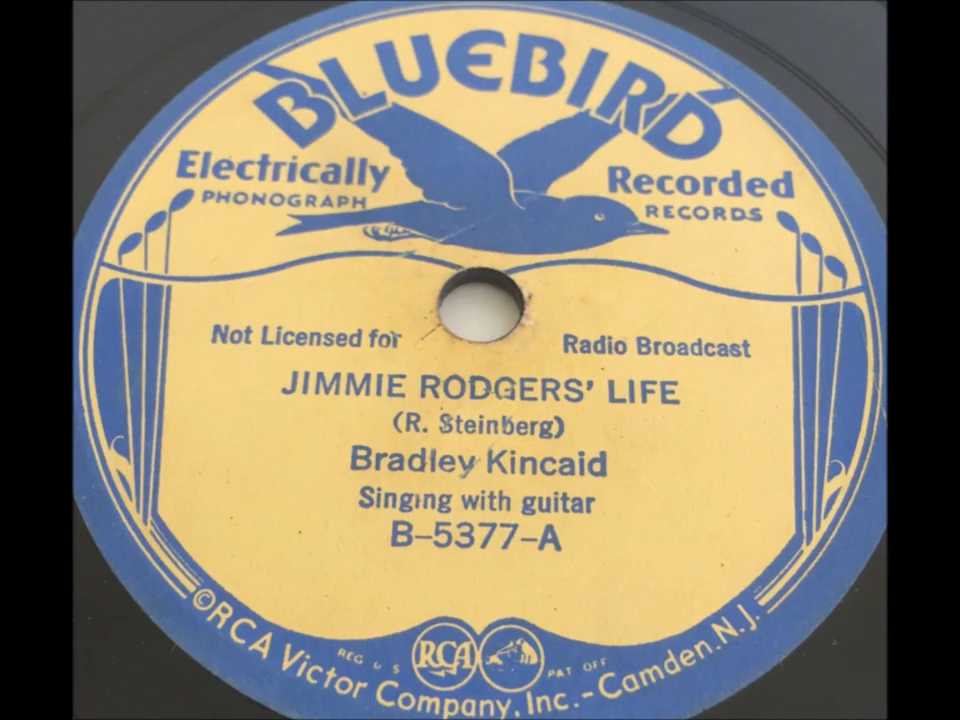 BLUEBIRD
Electrically Recorded
PHONOGRAPH RECORDS
Not Licensed for Radio Broadcast
JIMMIE RODGERS' LIFE
(R. Steinberg)
Bradley Kincaid
Singing with guitar
B-5377-A
REG U S RCA PAT OFF
©RCA Victor Company, Inc.-Camden.N.J.